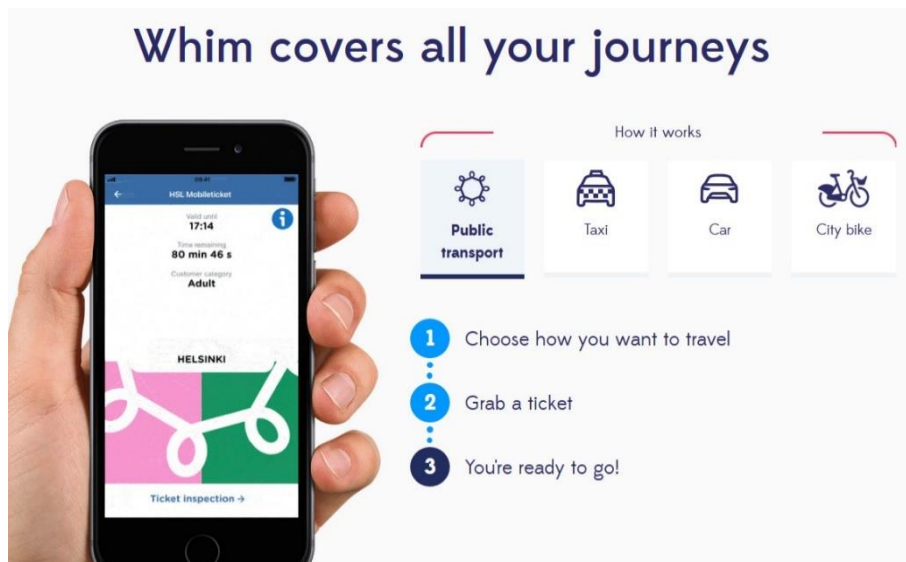 Whim covers all your journeys
How it works
Public
transport
Taxi
Car
City bike
HSL Mobileticket
Valid until
17:14
Time remaining
80 min 46 s
Customer category
Adult
HELSINKI
Ticket inspection →
1 Choose how you want to travel
2 Grab a ticket
3 You're ready to go!